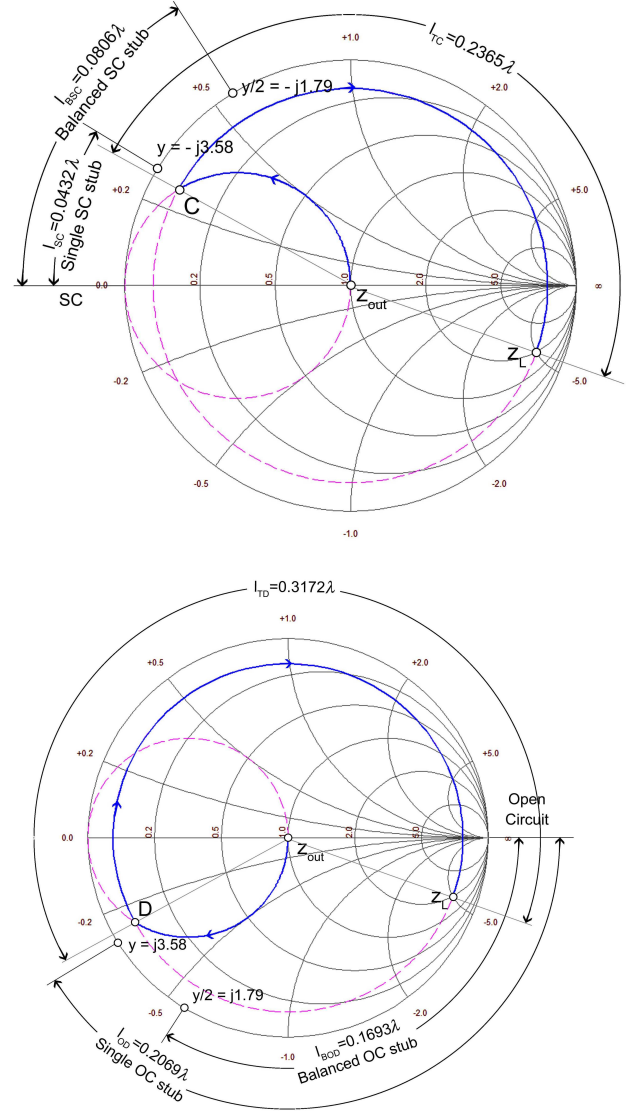 l_BSC=0.0806λ
Balanced SC stub
l_SC=0.0432λ
Single SC stub
l_TC=0.2365λ
+1.0
+0.5
+2.0
y/2 = - j1.79
y = - j3.58
+0.2
C
+5.0
0.0
0.2
0.5
1.0
2.0
5.0
∞
SC
z_out
z_L
-0.2
-5.0
-0.5
-2.0
-1.0
l_TD=0.3172λ
+1.0
+0.5
+2.0
+0.2
+5.0
Open
Circuit
0.0
0.2
0.5
1.0
2.0
5.0
∞
z_out
D
z_L
-0.2
-5.0
y = j3.58
y/2 = j1.79
-0.5
-2.0
-1.0
l_OD=0.2069λ
Single OC stub
l_BOD=0.1693λ
Balanced OC stub